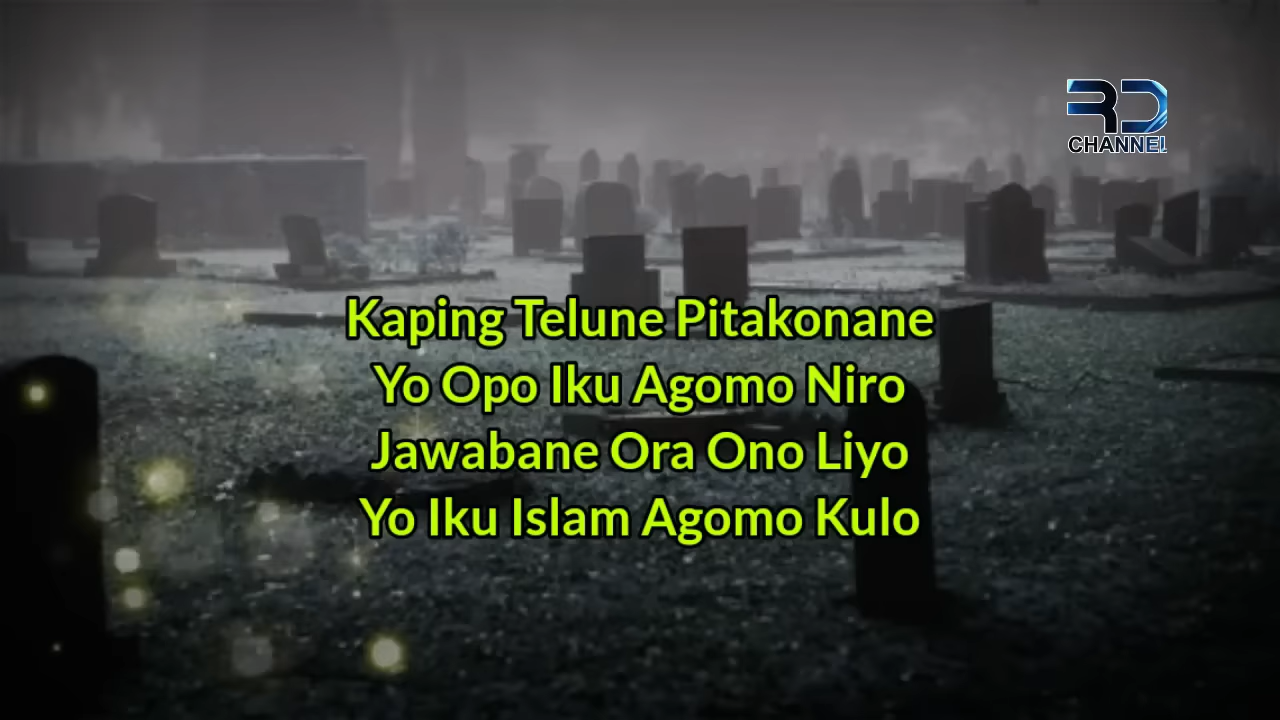 RD
CHANNEL
Kaping Telune Pitakonane
Yo Opo Iku Agomo Niro
Jawabane Ora Ono Liyo
Yo Iku Islam Agomo Kulo